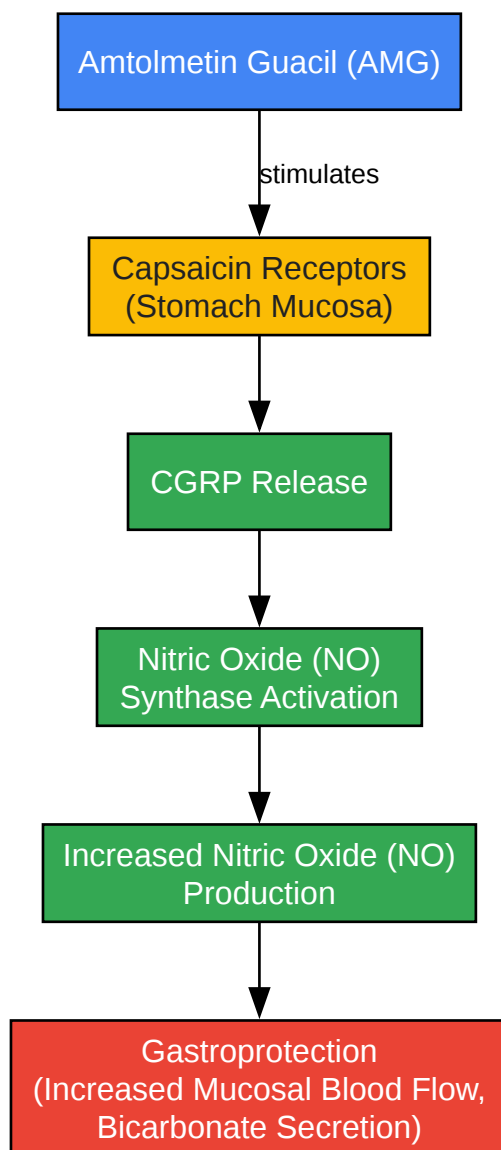 Amtolmetin Guacil (AMG)
stimulates
Capsaicin Receptors
(Stomach Mucosa)
CGRP Release
Nitric Oxide (NO)
Synthase Activation
Increased Nitric Oxide (NO)
Production
Gastroprotection
(Increased Mucosal Blood Flow,
Bicarbonate Secretion)